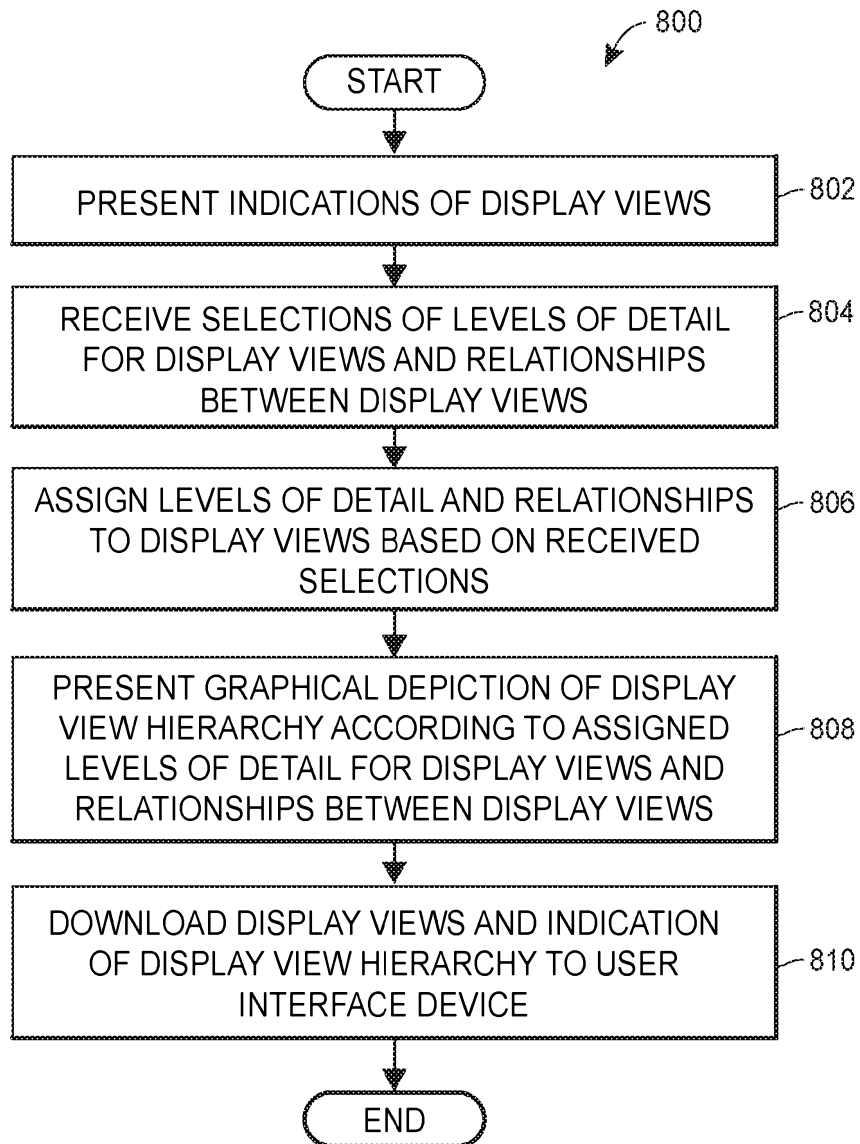 800
START
PRESENT INDICATIONS OF DISPLAY VIEWS
802
RECEIVE SELECTIONS OF LEVELS OF DETAIL
FOR DISPLAY VIEWS AND RELATIONSHIPS
BETWEEN DISPLAY VIEWS
804
ASSIGN LEVELS OF DETAIL AND RELATIONSHIPS
TO DISPLAY VIEWS BASED ON RECEIVED
SELECTIONS
806
PRESENT GRAPHICAL DEPICTION OF DISPLAY
VIEW HIERARCHY ACCORDING TO ASSIGNED
LEVELS OF DETAIL FOR DISPLAY VIEWS AND
RELATIONSHIPS BETWEEN DISPLAY VIEWS
808
DOWNLOAD DISPLAY VIEWS AND INDICATION
OF DISPLAY VIEW HIERARCHY TO USER
INTERFACE DEVICE
810
END